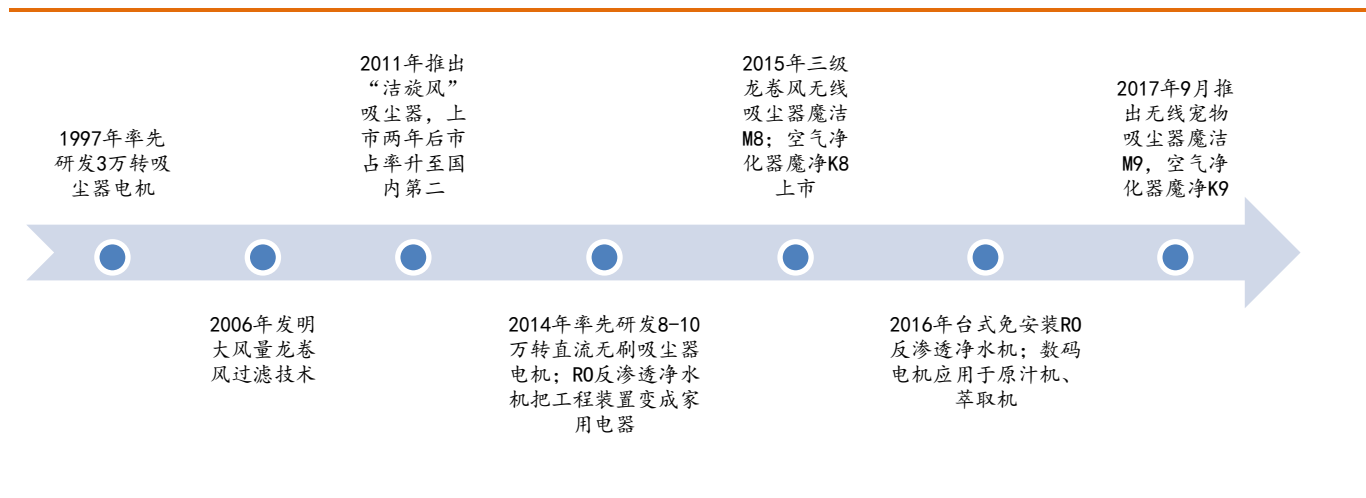 1997年率先
研发3万转吸
尘器电机
2006年发明
大风量龙卷
风过滤技术
2011年推出
“洁旋风”
吸尘器，上
市两年后市
占率升至国
内第二
2014年率先研发8-10
万转直流无刷吸尘器
电机；RO反渗透净水
机把工程装置变成家
用电器
2015年三级
龙卷风无线
吸尘器魔洁
M8；空气净
化器魔净K8
上市
2016年台式免安装RO
反渗透净水机；数码
电机应用于原汁机、
萃取机
2017年9月推
出无线宠物
吸尘器魔洁
M9，空气净
化器魔净K9